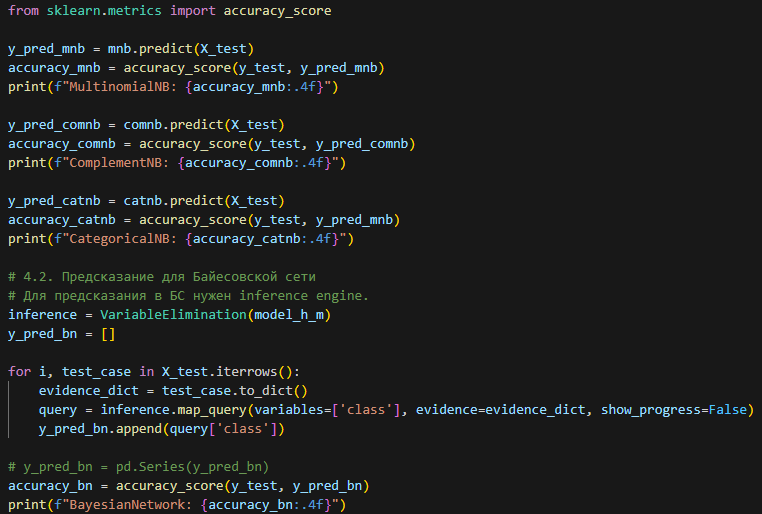 from sklearn.metrics import accuracy_score
y_pred_mnb = mnb.predict(X_test)
accuracy_mnb = accuracy_score(y_test, y_pred_mnb)
print(f"MultinomialNB: {accuracy_mnb:.4f}")
y_pred_comnb = comnb.predict(X_test)
accuracy_comnb = accuracy_score(y_test, y_pred_comnb)
print(f"ComplementNB: {accuracy_comnb:.4f}")
y_pred_catnb = catnb.predict(X_test)
accuracy_catnb = accuracy_score(y_test, y_pred_mnb)
print(f"CategoricalNB: {accuracy_catnb:.4f}")
# 4.2. Предсказание для Байесовской сети
# Для предсказания в БС нужен inference engine.
inference = VariableElimination(model_h_m)
y_pred_bn = []
for i, test_case in X_test.iterrows():
    evidence_dict = test_case.to_dict()
    query = inference.map_query(variables=['class'], evidence=evidence_dict, show_progress=False)
    y_pred_bn.append(query['class'])
# y_pred_bn = pd.Series(y_pred_bn)
accuracy_bn = accuracy_score(y_test, y_pred_bn)
print(f"BayesianNetwork: {accuracy_bn:.4f}")